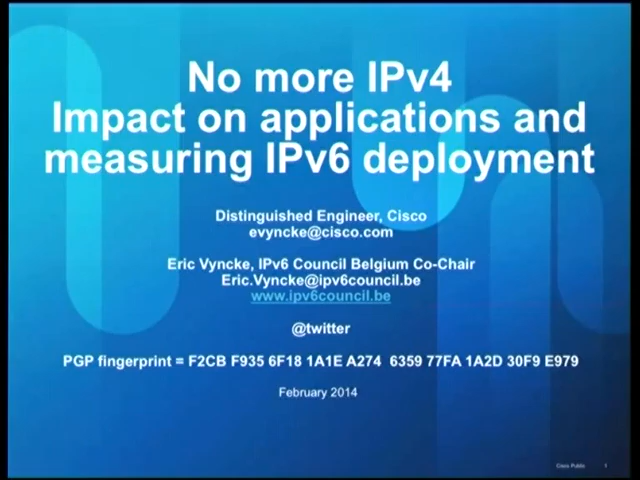 No more IPv4
Impact on applications and
measuring IPv6 deployment
Distinguished Engineer, Cisco
evyncke@cisco.com
Eric Vyncke, IPv6 Council Belgium Co-Chair
Eric.Vyncke@ipv6council.be
www.ipv6council.be
@twitter
PGP fingerprint = F2CB F935 6F18 1A1E A274 6359 77FA 1A2D 30F9 E979
February 2014
Cisco Public 1